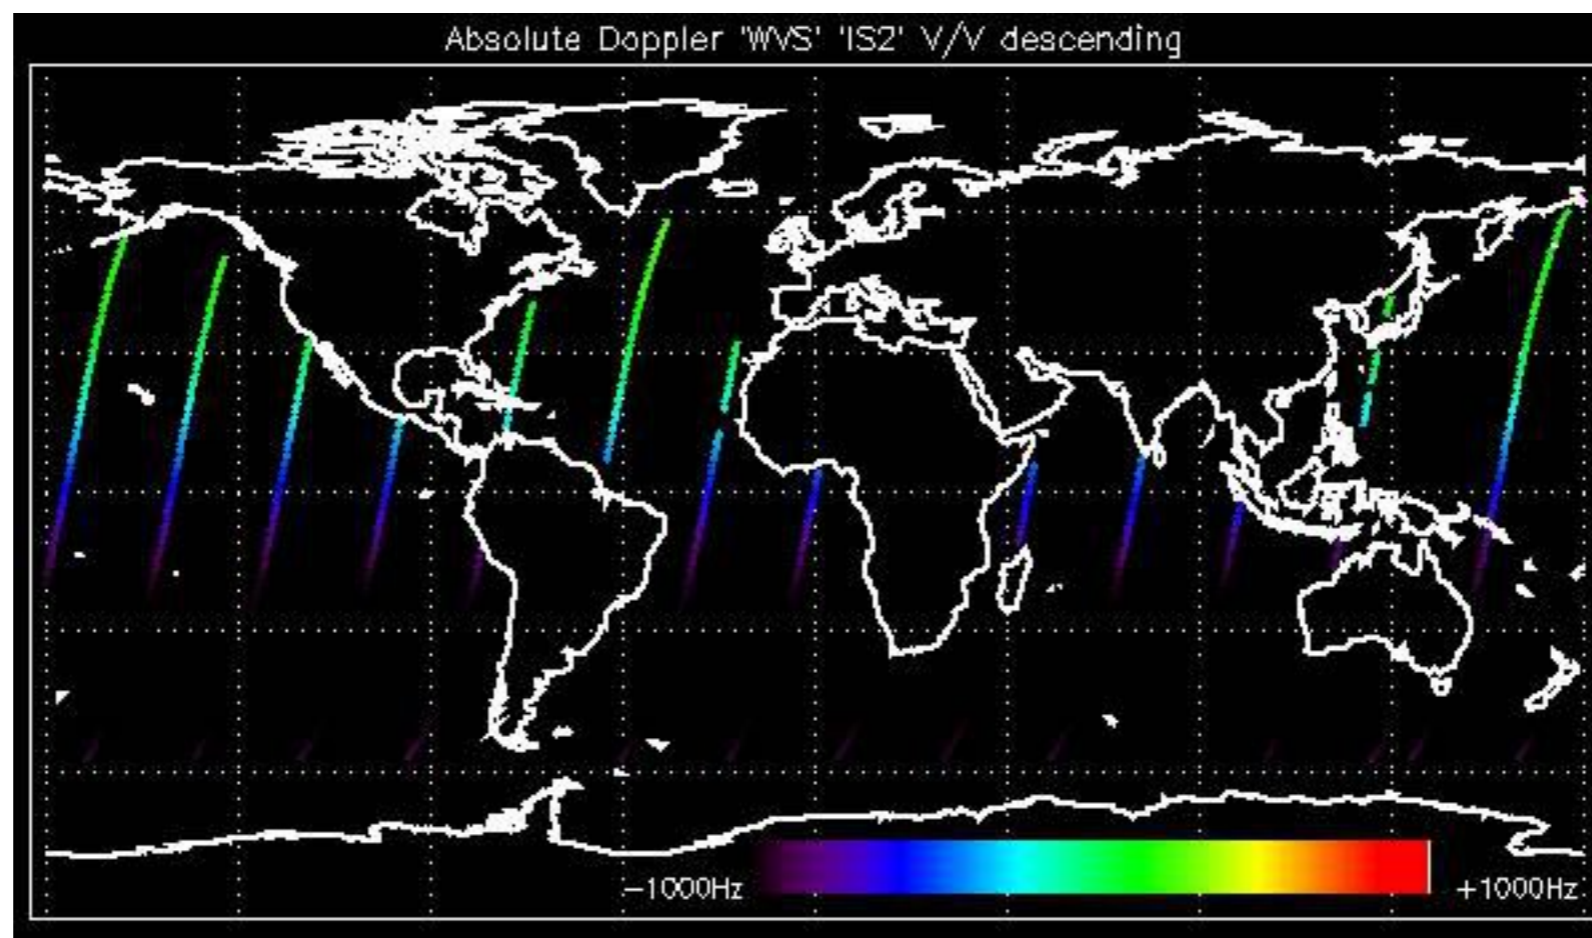 Absolute Doppler 'WVS' 'IS2' V/V descending
−1000Hz +1000Hz